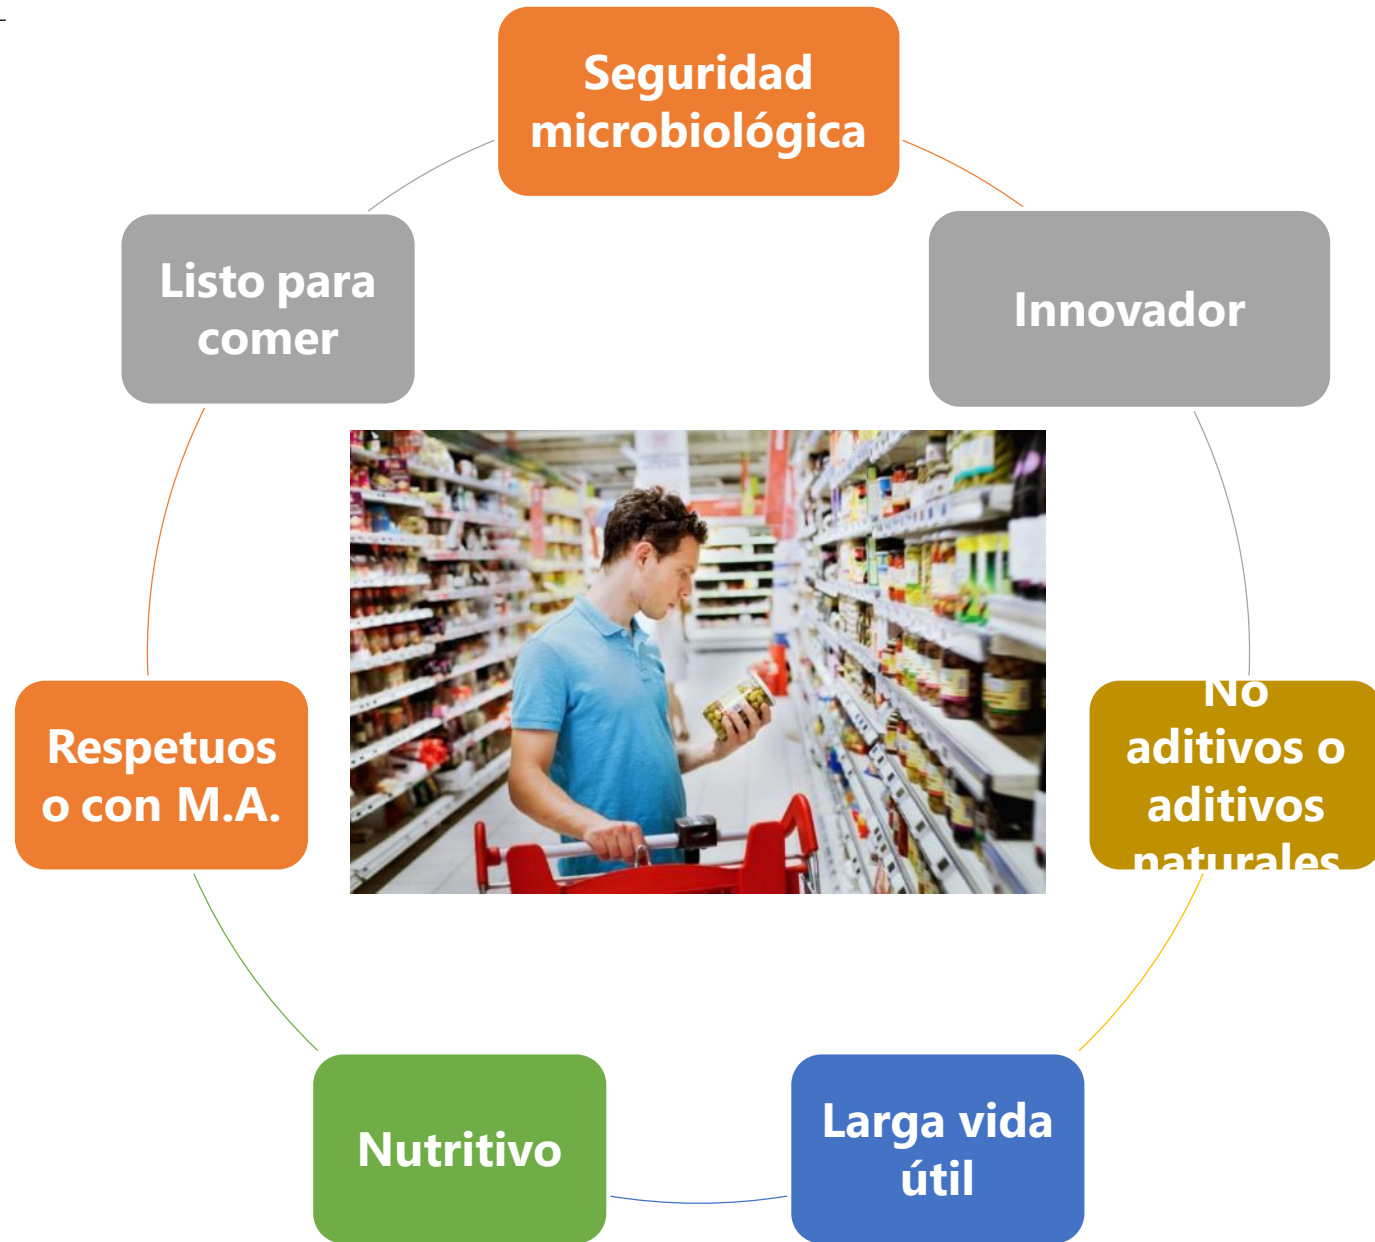 Seguridad
microbiológica
Innovador
No
aditivos o
aditivos
naturales
Larga vida
útil
Nutritivo
Respetuos
o con M.A.
Listo para
comer